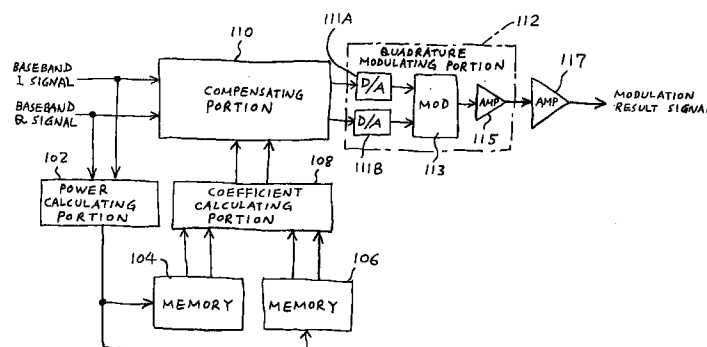 110
111A
112
QUADRATURE
MODULATING PORTION
117
BASEBAND
I SIGNAL
COMPENSATING
PORTION
D/A
MOD
AMP
AMP
MODULATION
RESULT SIGNAL
BASEBAND
Q SIGNAL
D/A
115
111B
113
102
POWER
CALCULATING
PORTION
108
COEFFICIENT
CALCULATING
PORTION
104
MEMORY
106
MEMORY